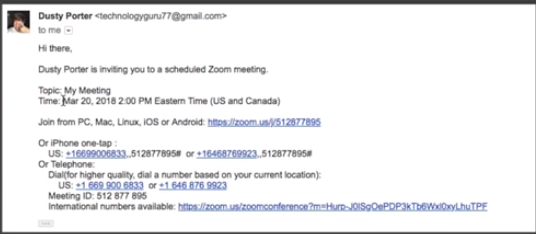 Dusty Porter <technologyguru77@gmail.com>
to me
Hi there,
Dusty Porter is inviting you to a scheduled Zoom meeting.
Topic: My Meeting
Time: Mar 20, 2018 2:00 PM Eastern Time (US and Canada)
Join from PC, Mac, Linux, iOS or Android: https://zoom.us/j/512877895
Or iPhone one-tap :
US: +16699006833,,512877895# or +16468769923,,512877895#
Or Telephone:
Dial(for higher quality, dial a number based on your current location):
US: +1 669 900 6833 or +1 646 876 9923
Meeting ID: 512 877 895
International numbers available: https://zoom.us/zoomconference?m=Hurp-J0lSgOePDP3kTb6Wxl0xyLhuTPF